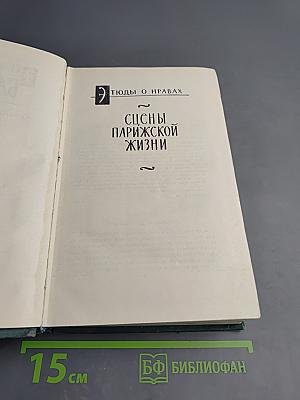 ЭТЮДЫ О НРАВАХ
СЦЕНЫ
ПАРИЖСКОЙ
ЖИЗНИ
15 см
БФ БИБЛИОФАН